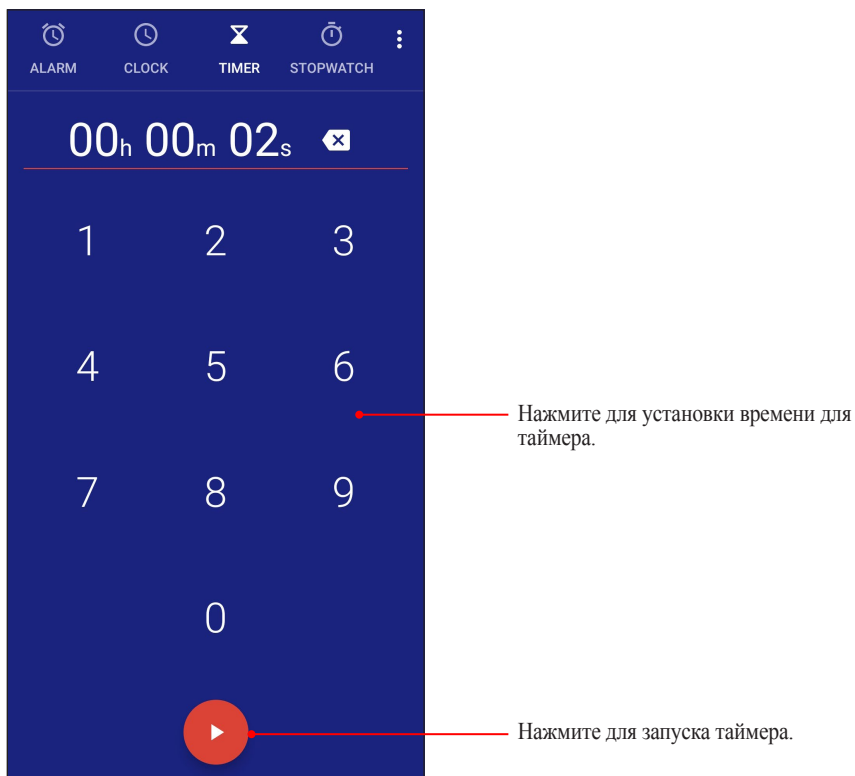 ALARM CLOCK TIMER STOPWATCH
00h 00m 02s
1 2 3
4 5 6
Нажмите для установки времени для
таймера.
7 8 9
0
Нажмите для запуска таймера.